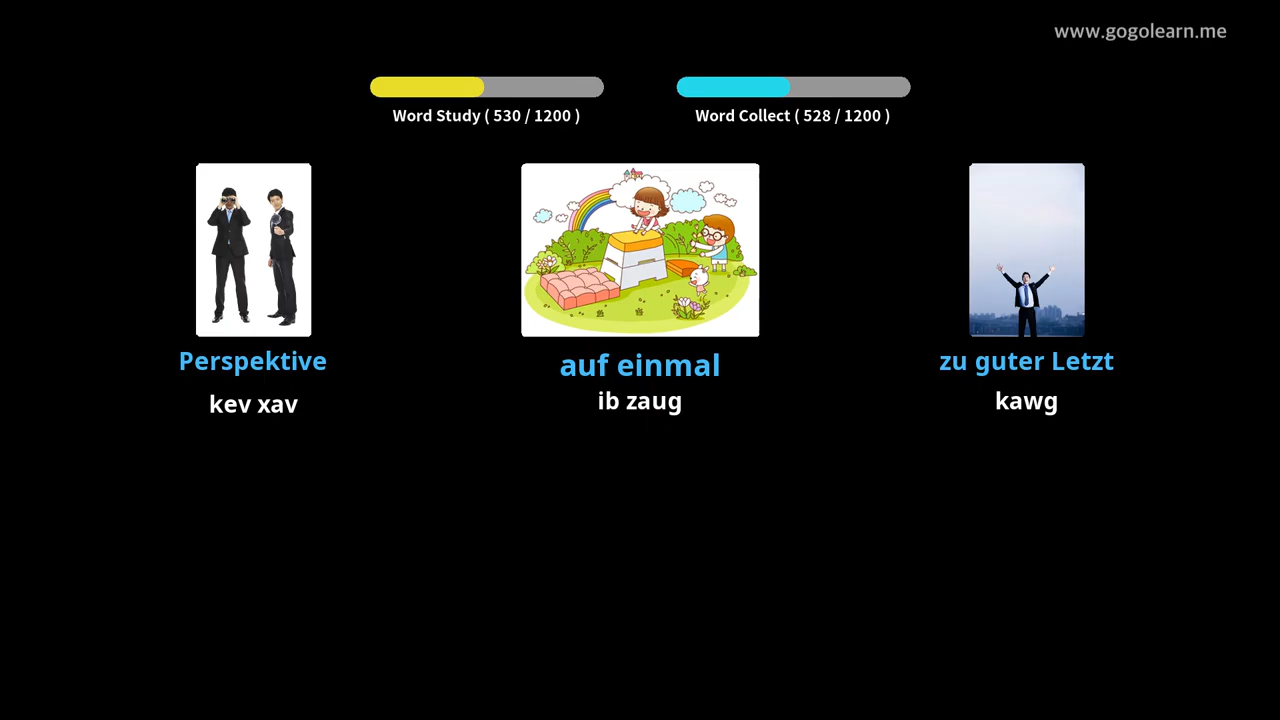 www.gogolearn.me
Word Study ( 530 / 1200 )
Word Collect ( 528 / 1200 )
Perspektive
kev xav
auf einmal
ib zaug
zu guter Letzt
kawg